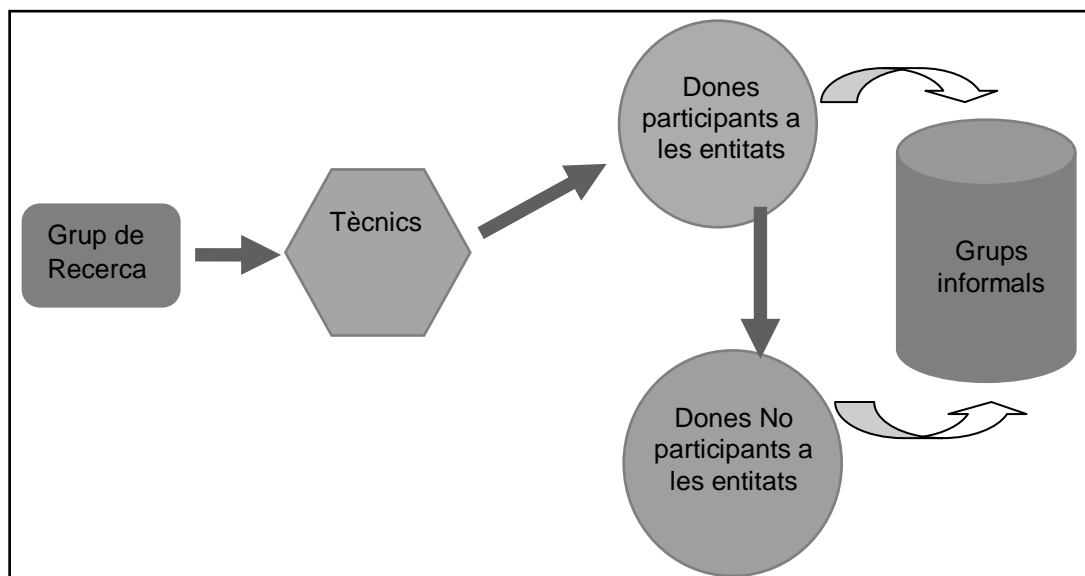 Grup de
Recerca
Tècnics
Dones
participants a
les entitats
Dones No
participants a
les entitats
Grups
informals